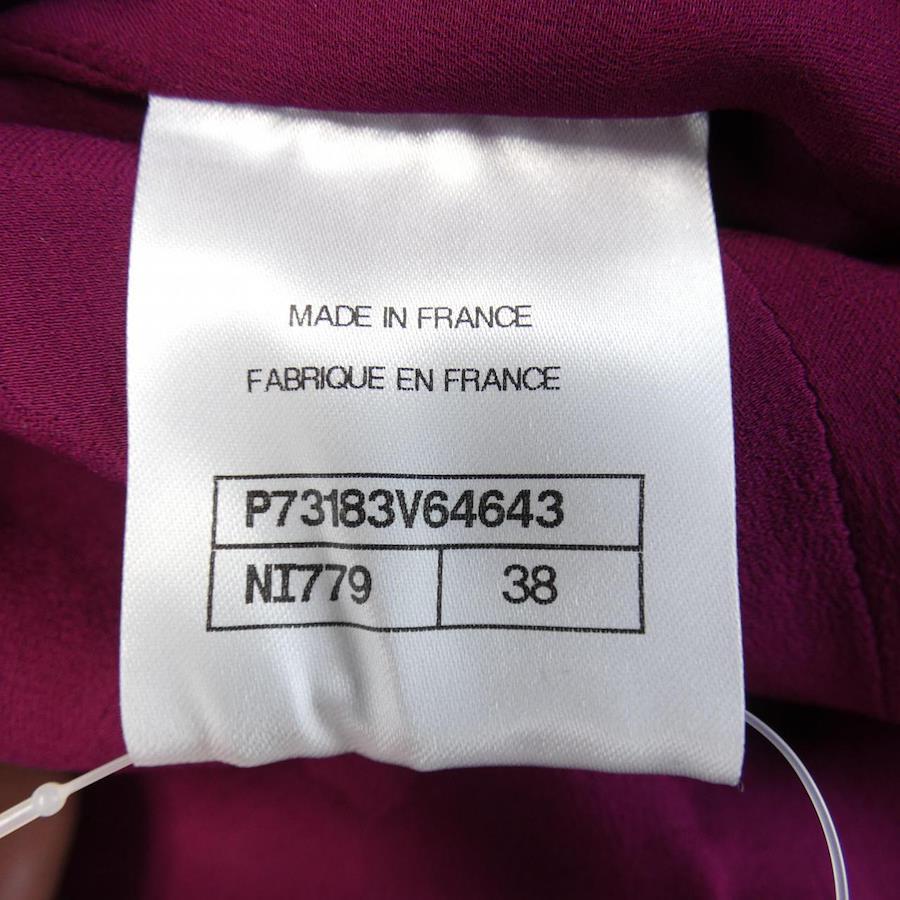 MADE IN FRANCE
FABRIQUE EN FRANCE
P73183V64643
NI779 38